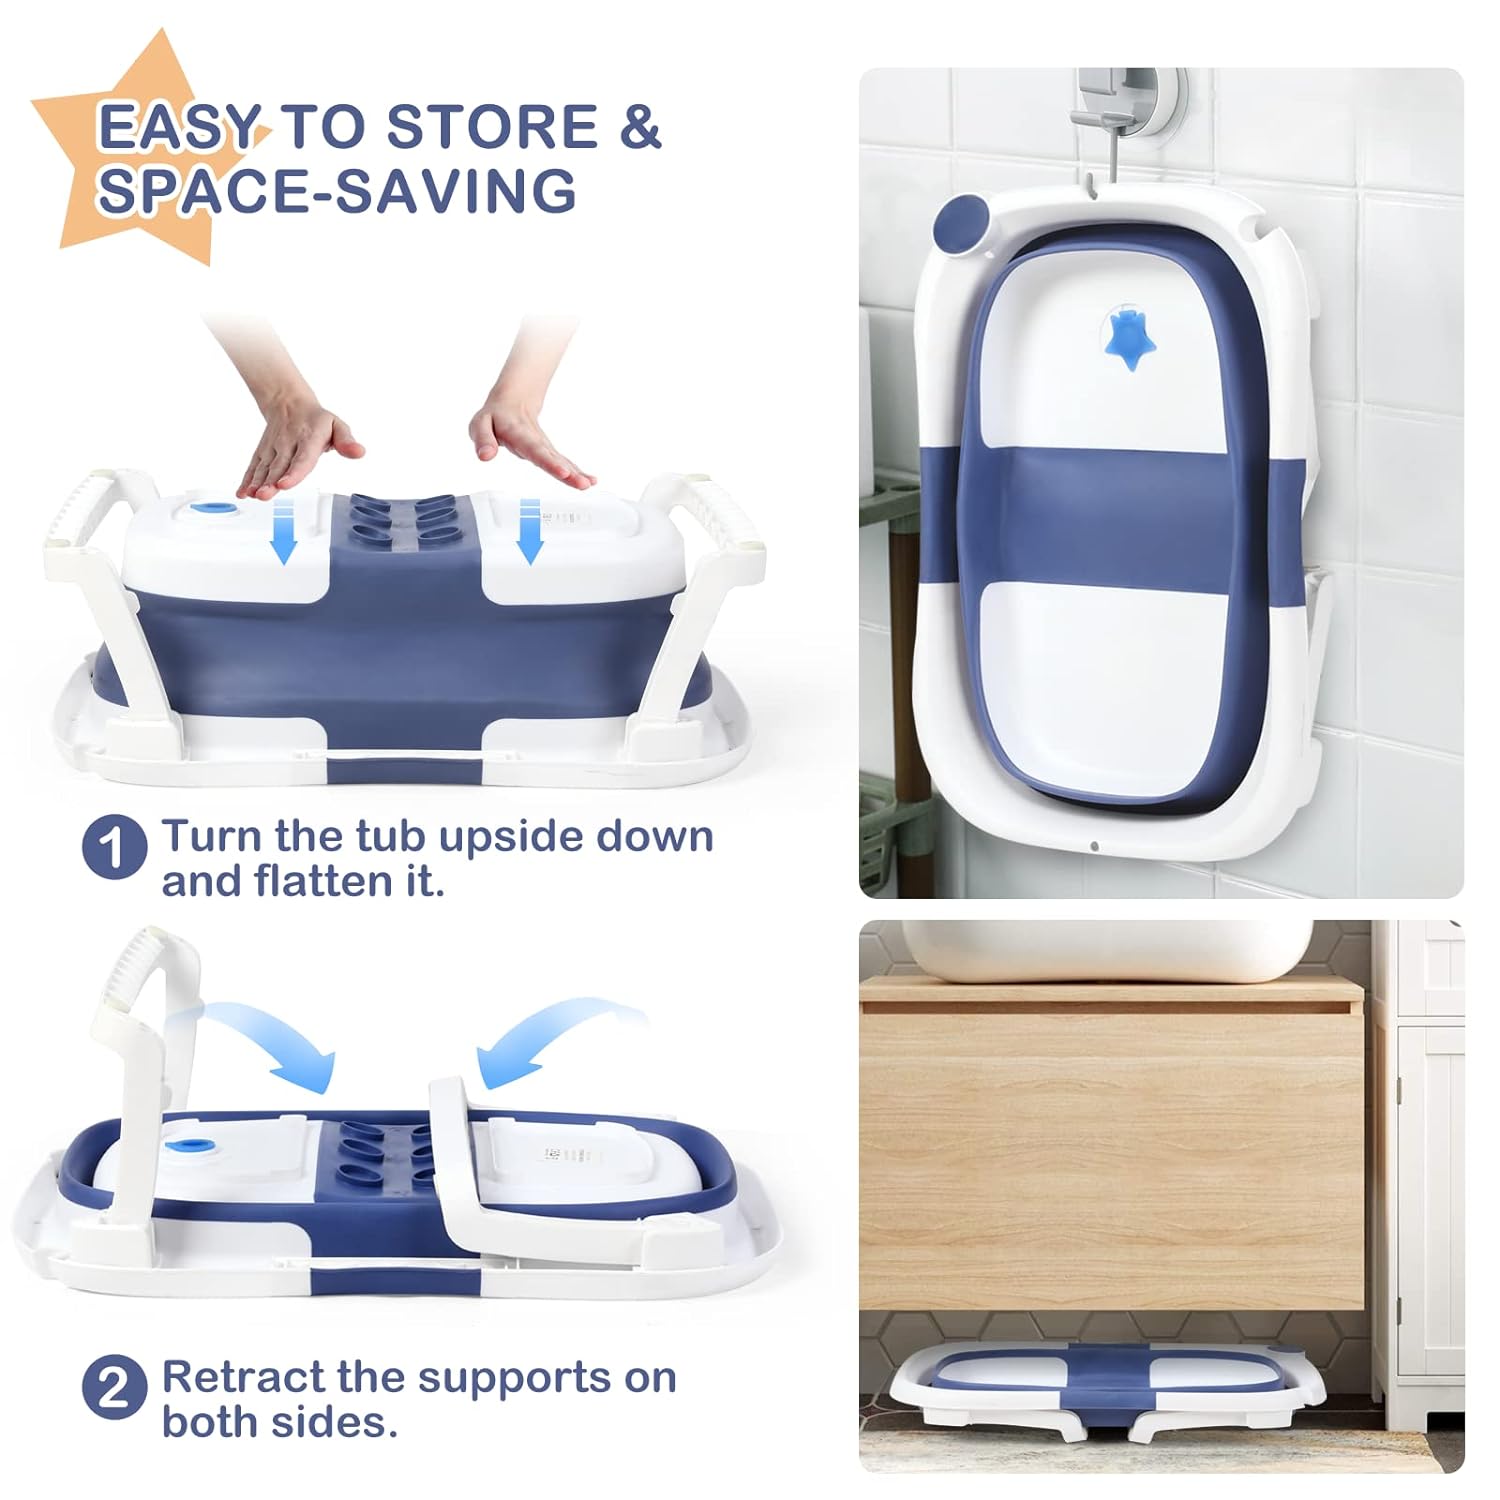 EASY TO STORE &
SPACE-SAVING
1 Turn the tub upside down
and flatten it.
2 Retract the supports on
both sides.